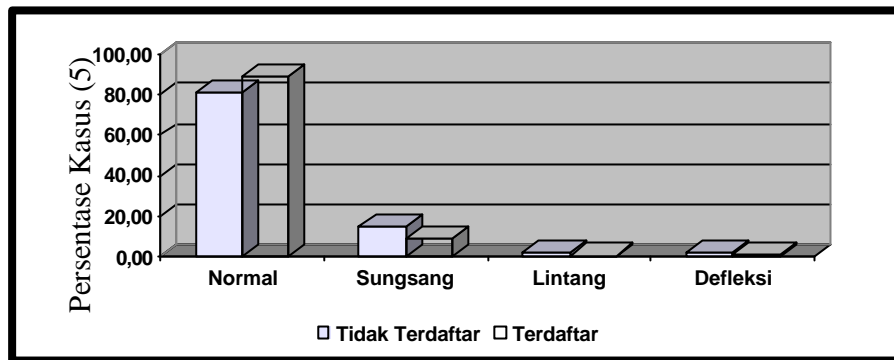 Persentase Kasus (5)
100,00
80,00
60,00
40,00
20,00
0,00
Normal Sungsang Lintang Defleksi
Tidak Terdaftar Terdaftar